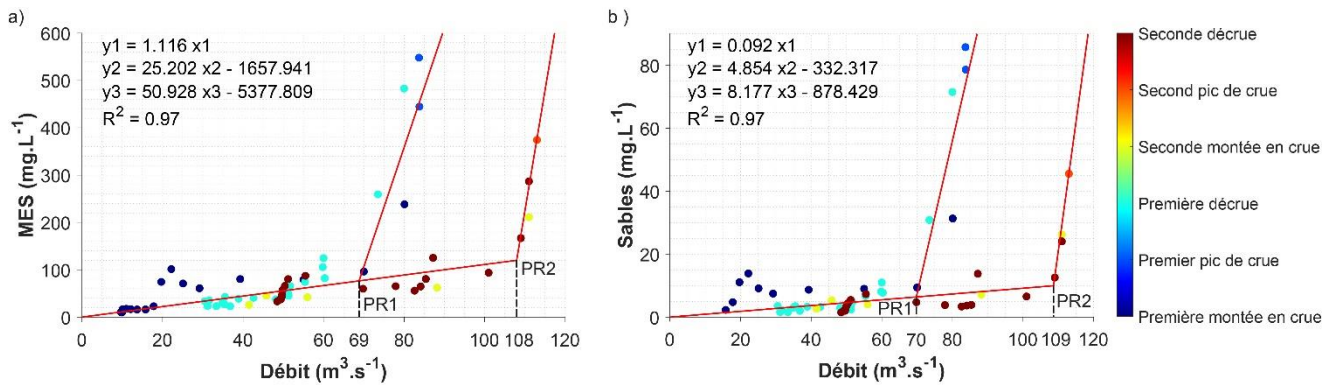 a)
y1 = 1.116 x1
y2 = 25.202 x2 - 1657.941
y3 = 50.928 x3 - 5377.809
R² = 0.97
MES (mg.L⁻¹)
600
500
400
300
200
100
0
PR1
PR2
0 20 40 60 69 80 100 108 120
Débit (m³.s⁻¹)
b )
y1 = 0.092 x1
y2 = 4.854 x2 - 332.317
y3 = 8.177 x3 - 878.429
R² = 0.97
Sables (mg.L⁻¹)
80
60
40
20
0
PR1
PR2
0 20 40 60 70 80 100 109 120
Débit (m³.s⁻¹)
Seconde décrue
Second pic de crue
Seconde montée en crue
Première décrue
Premier pic de crue
Première montée en crue